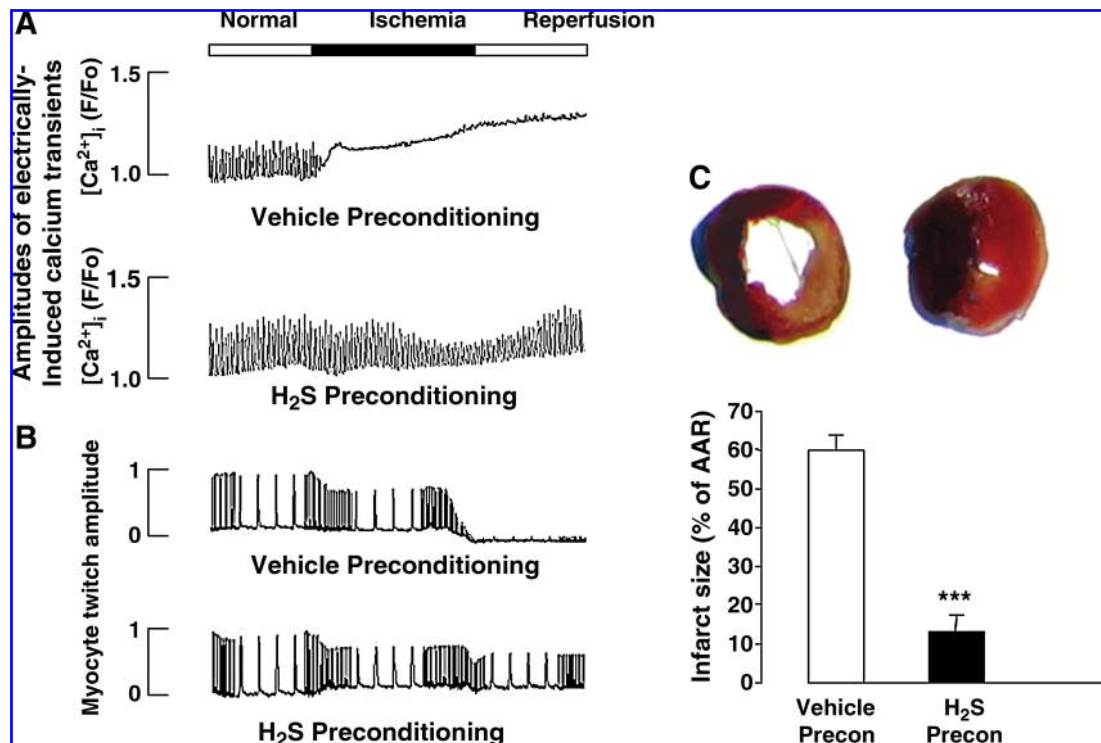 A
Normal Ischemia Reperfusion
Amplitudes of electrically-
Induced calcium transients
[Ca²⁺]ᵢ (F/Fo)
1.5
1.0
Vehicle Preconditioning
[Ca²⁺]ᵢ (F/Fo)
1.5
1.0
H₂S Preconditioning
B
Myocyte twitch amplitude
1
0
Vehicle Preconditioning
1
0
H₂S Preconditioning
C
Infarct size (% of AAR)
70
60
50
40
30
20
10
0
***
Vehicle
Precon
H₂S
Precon